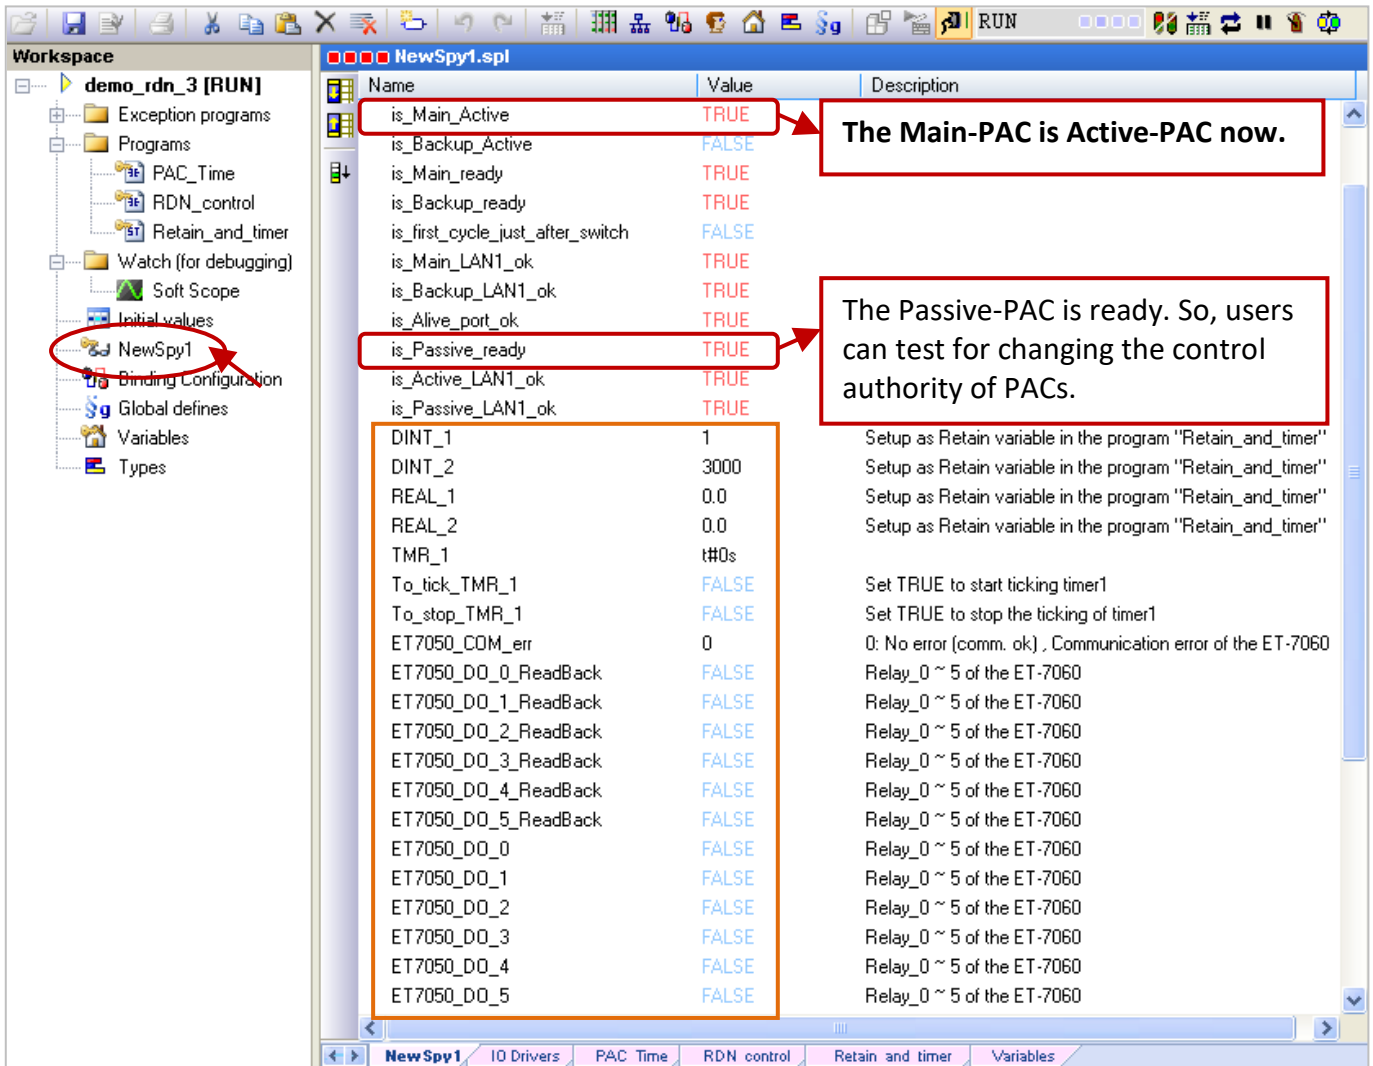 RUN
Workspace
NewSpy1.spl
demo_rdn_3 [RUN]
Exception programs
Programs
PAC_Time
RDN_control
Retain_and_timer
Watch (for debugging)
Soft Scope
Initial values
NewSpy1
Binding Configuration
Global defines
Variables
Types
Name Value Description
is_Main_Active TRUE
is_Backup_Active FALSE
is_Main_ready TRUE
is_Backup_ready TRUE
is_first_cycle_just_after_switch FALSE
is_Main_LAN1_ok TRUE
is_Backup_LAN1_ok TRUE
is_Alive_port_ok TRUE
is_Passive_ready TRUE
is_Active_LAN1_ok TRUE
is_Passive_LAN1_ok TRUE
The Main-PAC is Active-PAC now.
The Passive-PAC is ready. So, users
can test for changing the control
authority of PACs.
DINT_1 1 Setup as Retain variable in the program "Retain_and_timer"
DINT_2 3000 Setup as Retain variable in the program "Retain_and_timer"
REAL_1 0.0 Setup as Retain variable in the program "Retain_and_timer"
REAL_2 0.0 Setup as Retain variable in the program "Retain_and_timer"
TMR_1 t#0s
To_tick_TMR_1 FALSE Set TRUE to start ticking timer1
To_stop_TMR_1 FALSE Set TRUE to stop the ticking of timer1
ET7050_COM_err 0 0: No error (comm. ok) , Communication error of the ET-7060
ET7050_DO_0_ReadBack FALSE Relay_0 ~ 5 of the ET-7060
ET7050_DO_1_ReadBack FALSE Relay_0 ~ 5 of the ET-7060
ET7050_DO_2_ReadBack FALSE Relay_0 ~ 5 of the ET-7060
ET7050_DO_3_ReadBack FALSE Relay_0 ~ 5 of the ET-7060
ET7050_DO_4_ReadBack FALSE Relay_0 ~ 5 of the ET-7060
ET7050_DO_5_ReadBack FALSE Relay_0 ~ 5 of the ET-7060
ET7050_DO_0 FALSE Relay_0 ~ 5 of the ET-7060
ET7050_DO_1 FALSE Relay_0 ~ 5 of the ET-7060
ET7050_DO_2 FALSE Relay_0 ~ 5 of the ET-7060
ET7050_DO_3 FALSE Relay_0 ~ 5 of the ET-7060
ET7050_DO_4 FALSE Relay_0 ~ 5 of the ET-7060
ET7050_DO_5 FALSE Relay_0 ~ 5 of the ET-7060
NewSpy1 IO Drivers PAC_Time RDN_control Retain_and_timer Variables